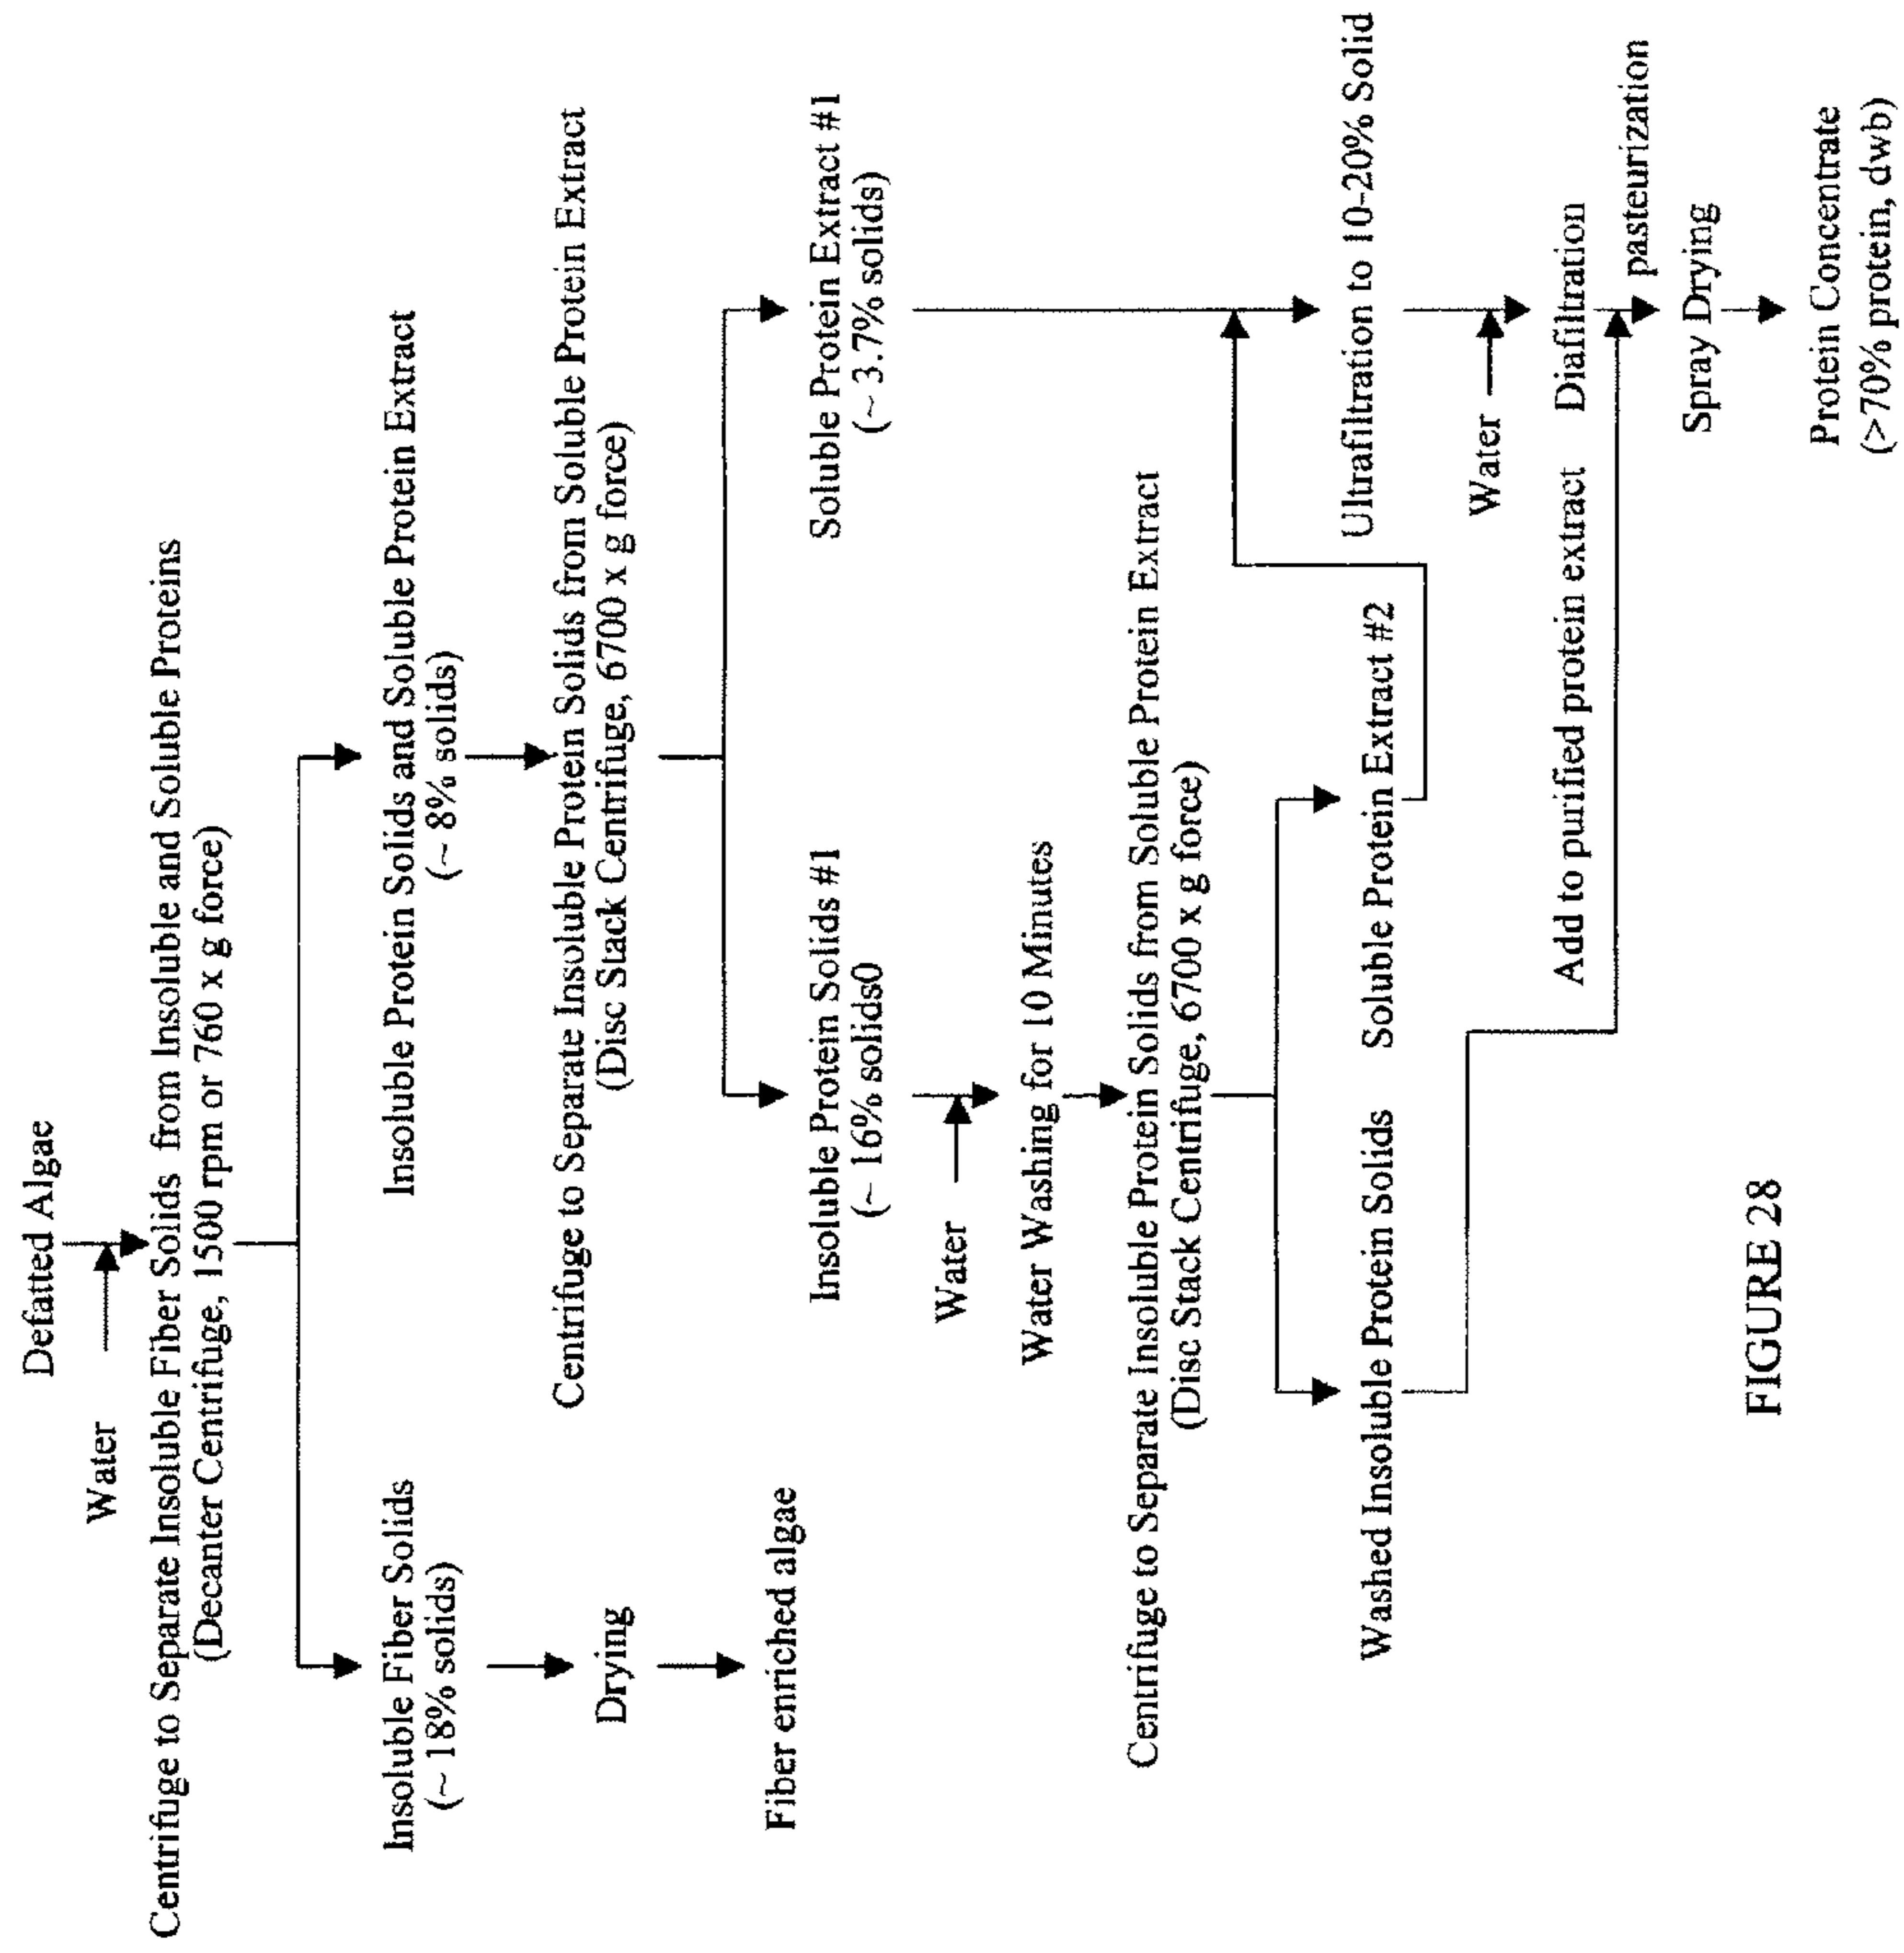 Defatted Algae
Water
Centrifuge to Separate Insoluble Fiber Solids from Insoluble and Soluble Proteins
(Decanter Centrifuge, 1500 rpm or 760 x g force)
Insoluble Fiber Solids
(~ 18% solids)
Drying
Fiber enriched algae
Insoluble Protein Solids and Soluble Protein Extract
(~ 8% solids)
Centrifuge to Separate Insoluble Protein Solids from Soluble Protein Extract
(Disc Stack Centrifuge, 6700 x g force)
Insoluble Protein Solids #1
(~ 16% solids0
Soluble Protein Extract #1
(~ 3.7% solids)
Water
Water Washing for 10 Minutes
Centrifuge to Separate Insoluble Protein Solids from Soluble Protein Extract
(Disc Stack Centrifuge, 6700 x g force)
Washed Insoluble Protein Solids
Soluble Protein Extract #2
Ultrafiltration to 10-20% Solid
Water
Add to purified protein extract
Diafiltration
pasteurization
Spray Drying
Protein Concentrate
(>70% protein, dwb)
FIGURE 28